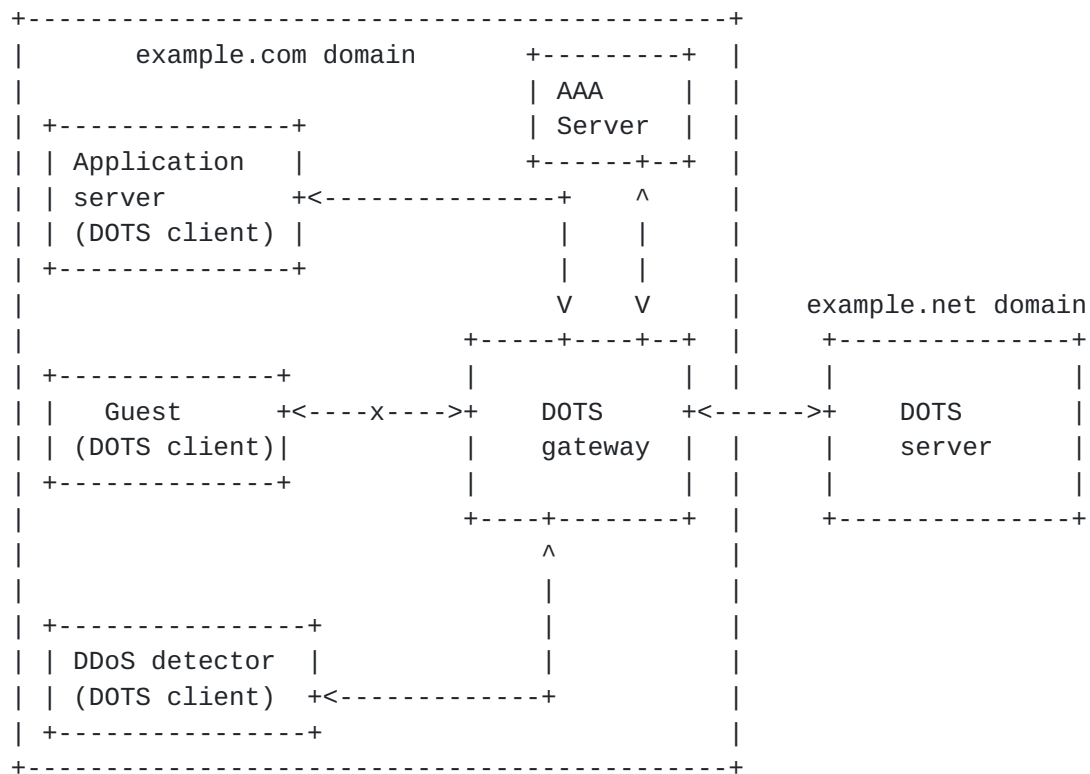 example.com domain
AAA
Server
Application
server
(DOTS client)
example.net domain
Guest
(DOTS client)
x
DOTS
gateway
DOTS
server
DDoS detector
(DOTS client)